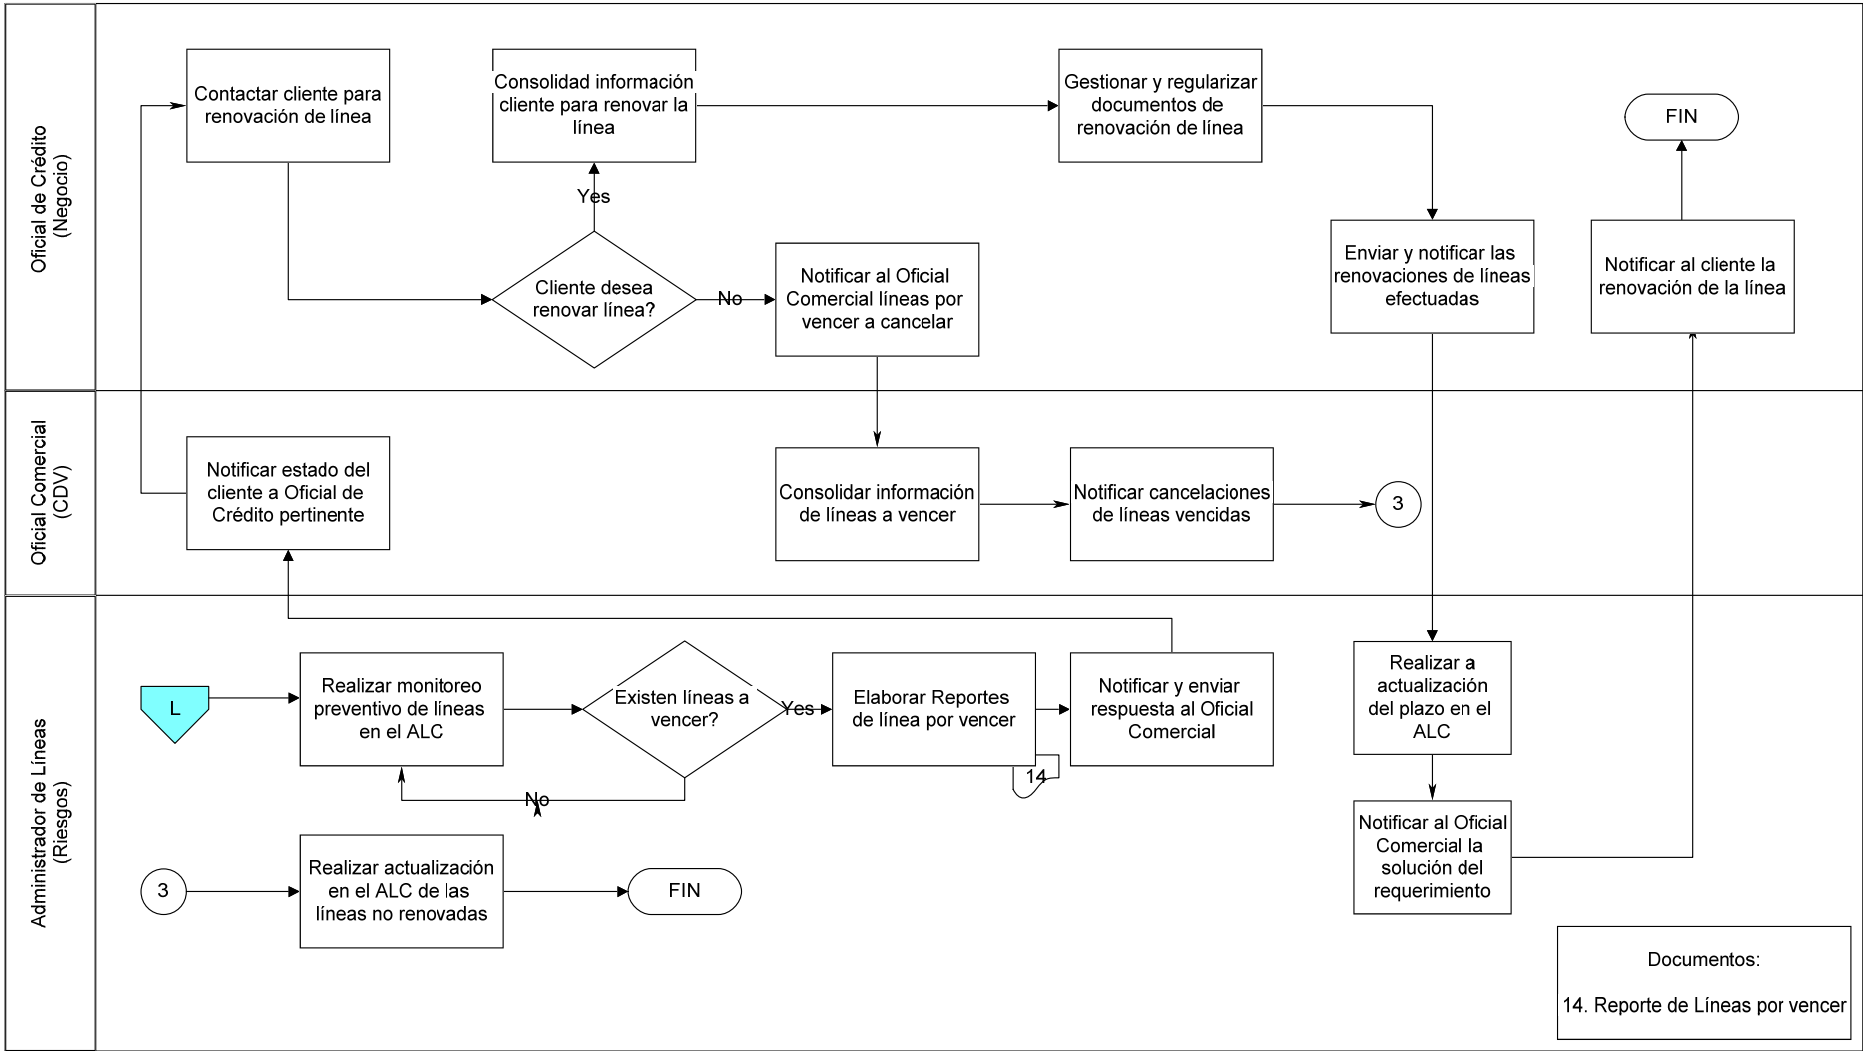 Oficial de Crédito
(Negocio)
Contactar cliente para
renovación de línea
Consolidad información
cliente para renovar la
línea
Gestionar y regularizar
documentos de
renovación de línea
FIN
Yes
Cliente desea
renovar línea?
No
Notificar al Oficial
Comercial líneas por
vencer a cancelar
Enviar y notificar las
renovaciones de líneas
efectuadas
Notificar al cliente la
renovación de la línea
Oficial Comercial
(CDV)
Notificar estado del
cliente a Oficial de
Crédito pertinente
Consolidar información
de líneas a vencer
Notificar cancelaciones
de líneas vencidas
3
Administrador de Líneas
(Riesgos)
L
Realizar monitoreo
preventivo de líneas
en el ALC
Existen líneas a
vencer?
Yes
Elaborar Reportes
de línea por vencer
14
Notificar y enviar
respuesta al Oficial
Comercial
Realizar a
actualización
del plazo en el
ALC
No
3
Realizar actualización
en el ALC de las
líneas no renovadas
FIN
Notificar al Oficial
Comercial la
solución del
requerimiento
Documentos:
14. Reporte de Líneas por vencer